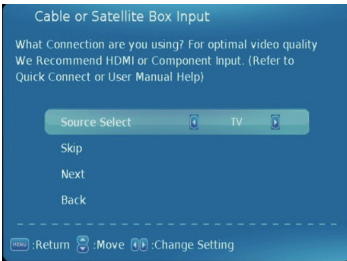 Cable or Satellite Box Input
What Connection are you using? For optimal video quality
We Recommend HDMI or Component Input. (Refer to
Quick Connect or User Manual Help)
Source Select TV
Skip
Next
Back
MENU :Return :Move :Change Setting